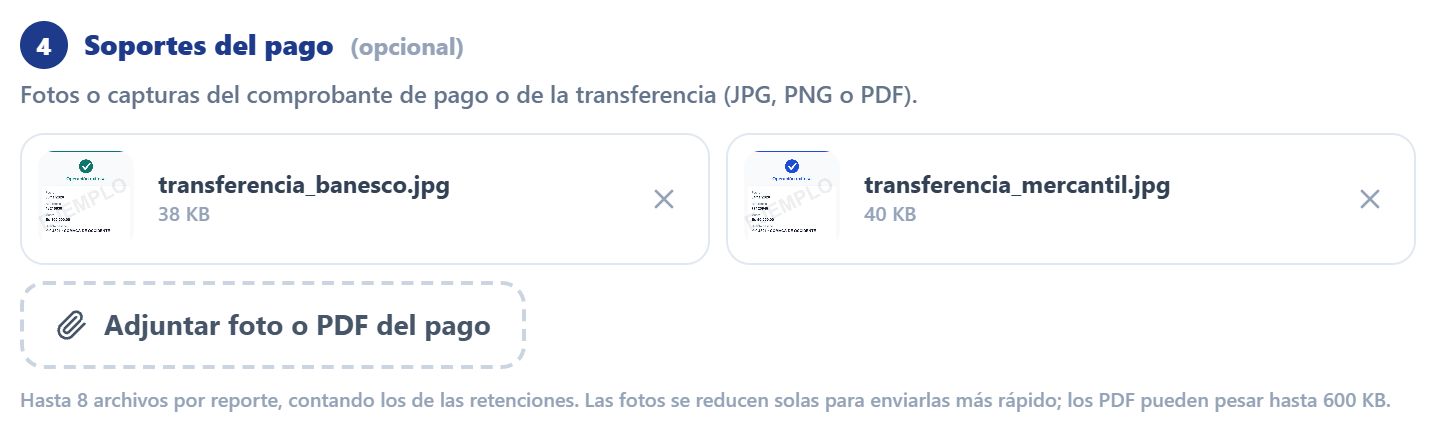 4 Soportes del pago (opcional)
Fotos o capturas del comprobante de pago o de la transferencia (JPG, PNG o PDF).
transferencia_banesco.jpg
38 KB
transferencia_mercantil.jpg
40 KB
Adjuntar foto o PDF del pago
Hasta 8 archivos por reporte, contando los de las retenciones. Las fotos se reducen solas para enviarlas más rápido; los PDF pueden pesar hasta 600 KB.